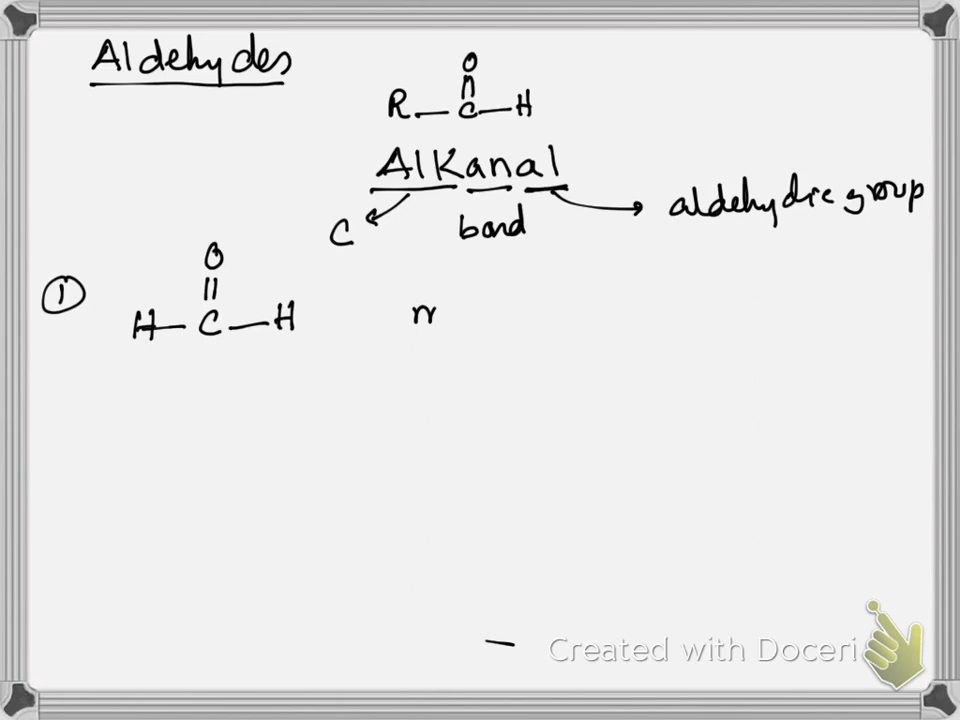 Aldehydes
O
R — C — H
AlKanal
aldehydic group
C
bond
O
①
H — C — H
m
Created with Doceri